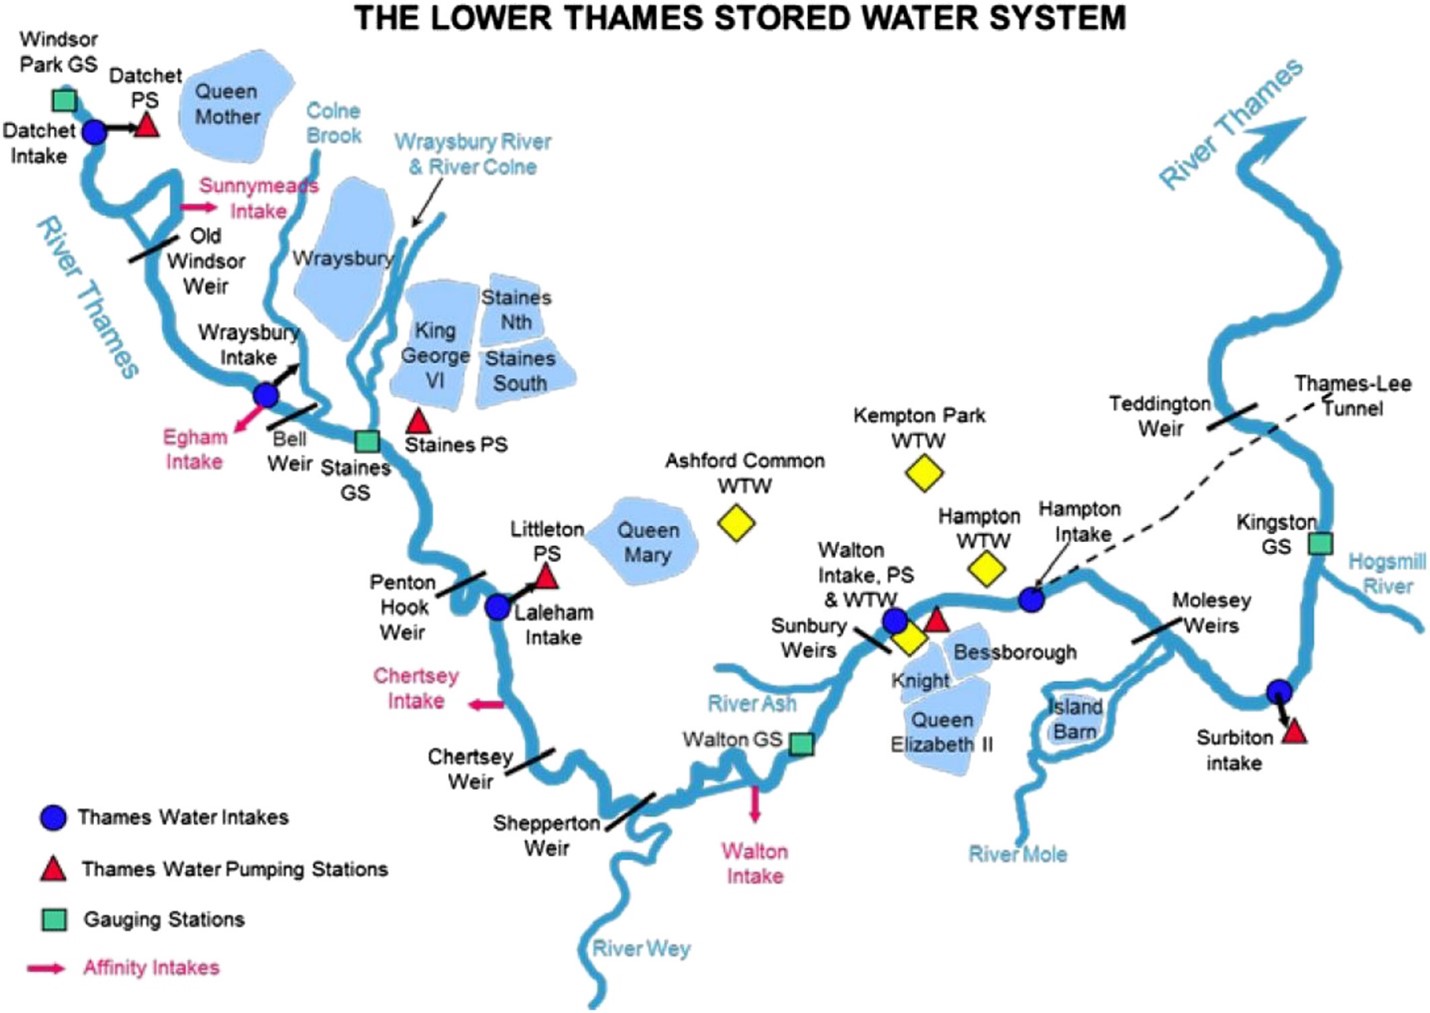 THE LOWER THAMES STORED WATER SYSTEM
Windsor
Park GS
Datchet
PS
Queen
Mother
Datchet
Intake
Colne
Brook
Wraysbury River
& River Colne
River Thames
Sunnymeads
Intake
River Thames
Old
Windsor
Weir
Wraysbury
Staines
Nth
King
George
VI
Staines
South
Wraysbury
Intake
Egham
Intake
Bell
Weir
Staines
GS
Staines PS
Thames-Lee
Tunnel
Teddington
Weir
Kempton Park
WTW
Ashford Common
WTW
Littleton
PS
Queen
Mary
Hampton
WTW
Hampton
Intake
Kingston
GS
Hogsmill
River
Walton
Intake, PS
& WTW
Penton
Hook
Weir
Laleham
Intake
Sunbury
Weirs
Molesey
Weirs
Bessborough
Knight
Chertsey
Intake
River Ash
Queen
Elizabeth II
Island
Barn
Walton GS
Surbiton
intake
Chertsey
Weir
Shepperton
Weir
Walton
Intake
River Mole
River Wey
Thames Water Intakes
Thames Water Pumping Stations
Gauging Stations
Affinity Intakes